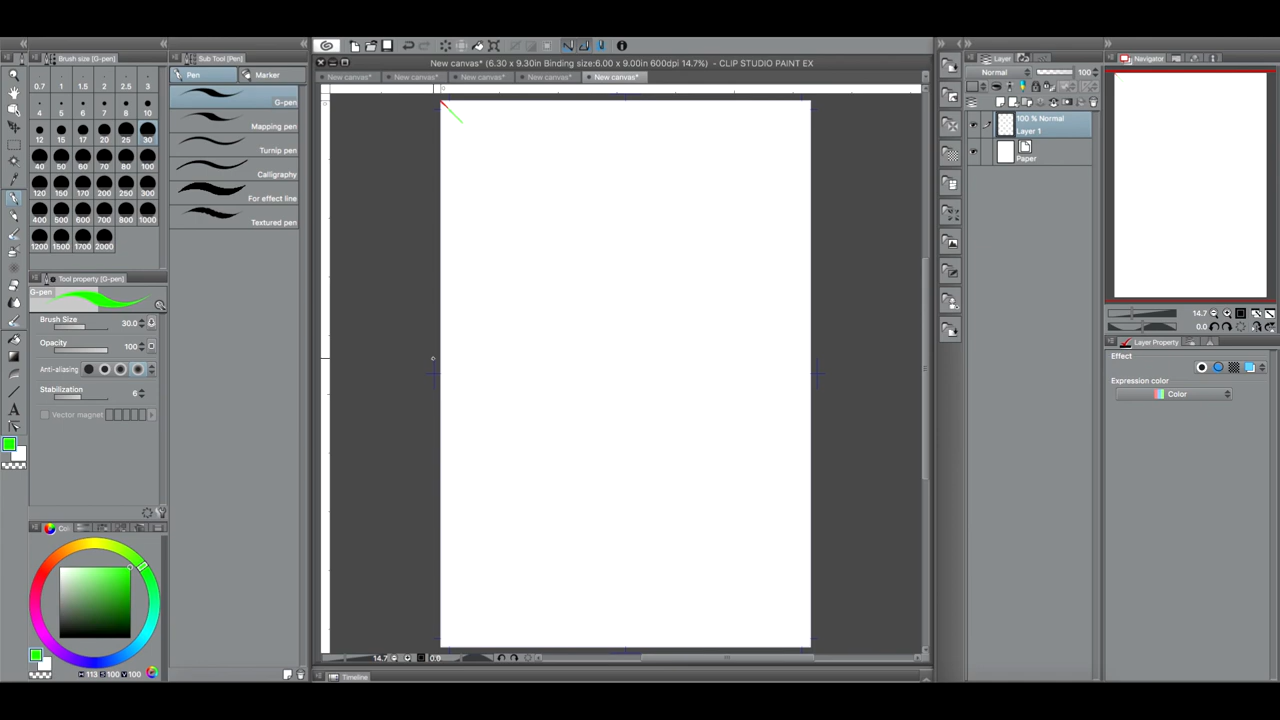 Brush size [G-pen]
Sub Tool [Pen]
New canvas* (6.30 x 9.30in Binding size:6.00 x 9.00in 600dpi 14.7%) - CLIP STUDIO PAINT EX
New canvas* New canvas* New canvas* New canvas* New canvas*
Pen Marker
0.7 1 1.5 2 2.5 3
4 5 6 7 8 10
12 15 17 20 25 30
40 50 60 70 80 100
120 150 170 200 250 300
400 500 600 700 800 1000
1200 1500 1700 2000
G-pen
Mapping pen
Turnip pen
Calligraphy
For effect line
Textured pen
Tool property [G-pen]
G-pen
Brush Size 30.0
Opacity 100
Anti-aliasing
Stabilization 6
Vector magnet
H 113 S 100 V 100
0
14.7 0.0
Timeline
Layer
Normal 100
100 % Normal
Layer 1
Paper
Navigator
14.7
0.0
Layer Property
Effect
Expression color
Color